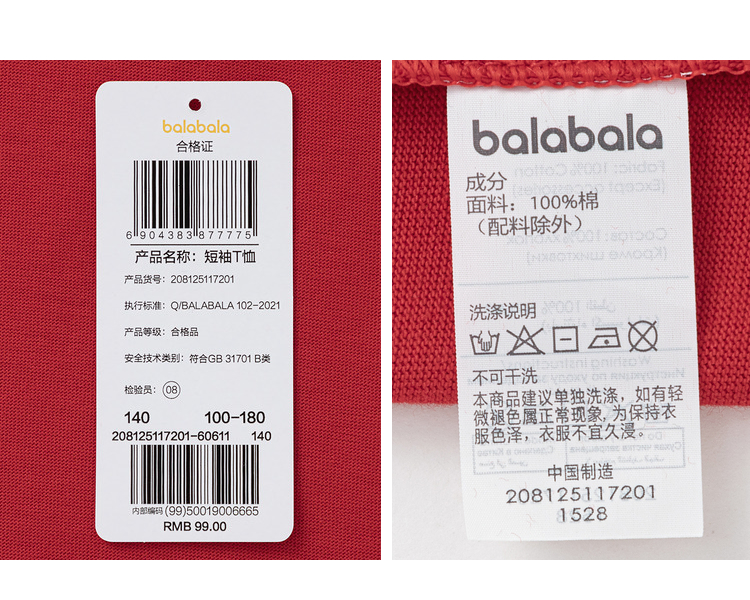 balabala
合格证
6 904383 877775
产品名称：短袖T恤
产品货号：208125117201
执行标准：Q/BALABALA 102-2021
产品等级：合格品
安全技术类别：符合GB 31701 B类
检验员：08
140 100-180
208125117201-60611 140
内部编码 (99)50019006665
RMB 99.00
balabala
成分
面料：100%棉
（配料除外）
洗涤说明
不可干洗
本商品建议单独洗涤，如有轻
微褪色属正常现象，为保持衣
服色泽，衣服不宜久浸。
中国制造
208125117201
1528